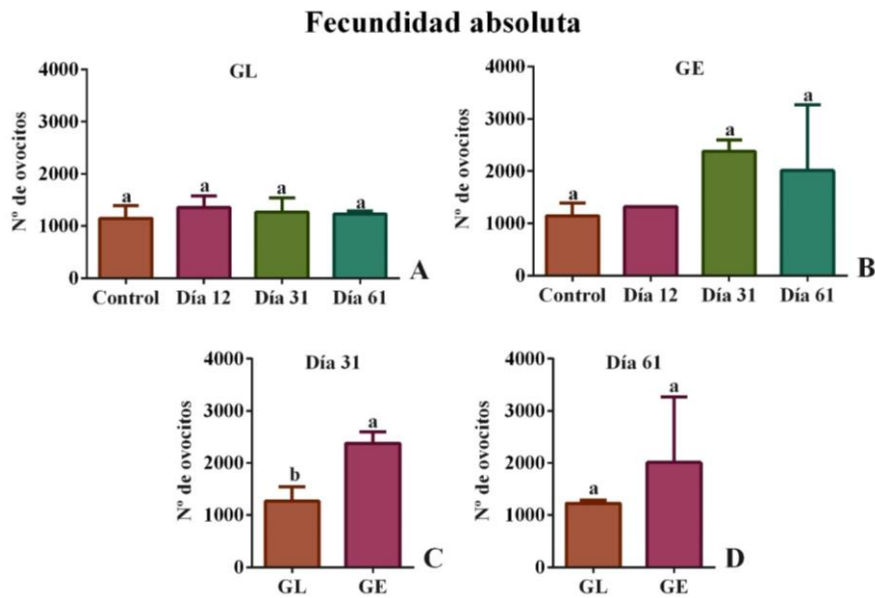 Fecundidad absoluta
GL
Nº de ovocitos
4000
3000
2000
1000
0
a
a
a
a
Control
Día 12
Día 31
Día 61
A
GE
Nº de ovocitos
4000
3000
2000
1000
0
a
a
a
Control
Día 12
Día 31
Día 61
B
Día 31
Nº de ovocitos
4000
3000
2000
1000
0
b
a
GL
GE
C
Día 61
Nº de ovocitos
4000
3000
2000
1000
0
a
a
GL
GE
D